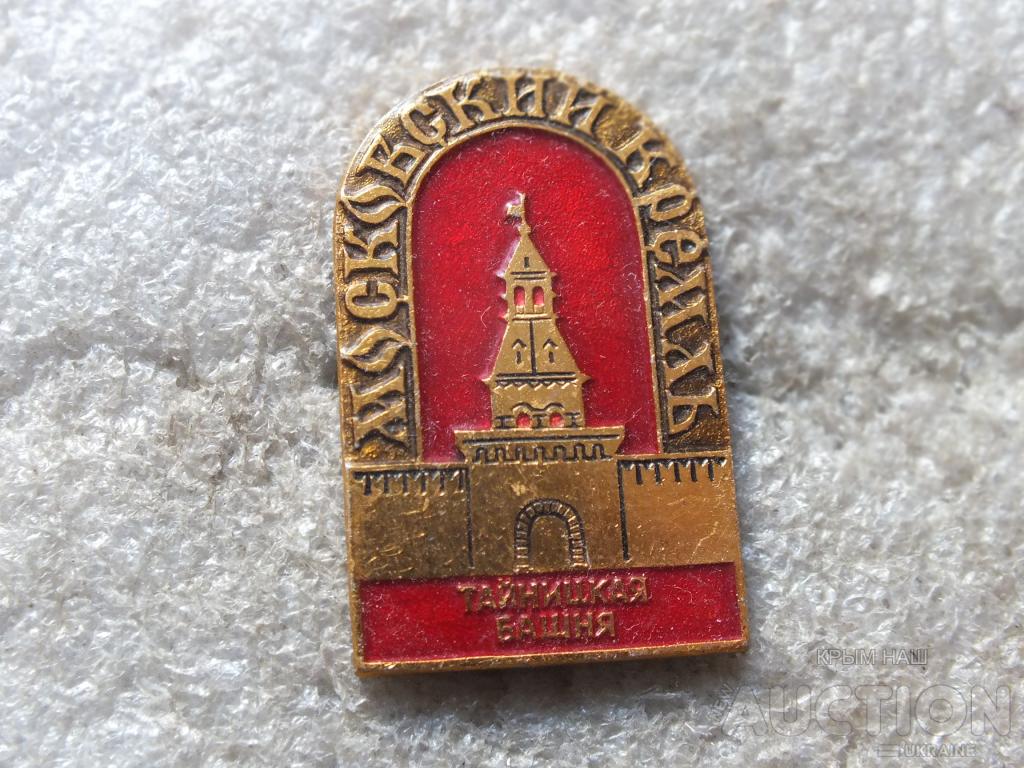 МОСКОВСКИЙ КРЕМЛЬ
ТАЙНИЦКАЯ
БАШНЯ
КРЫМ НАШ
AUCTION
UKRAINE